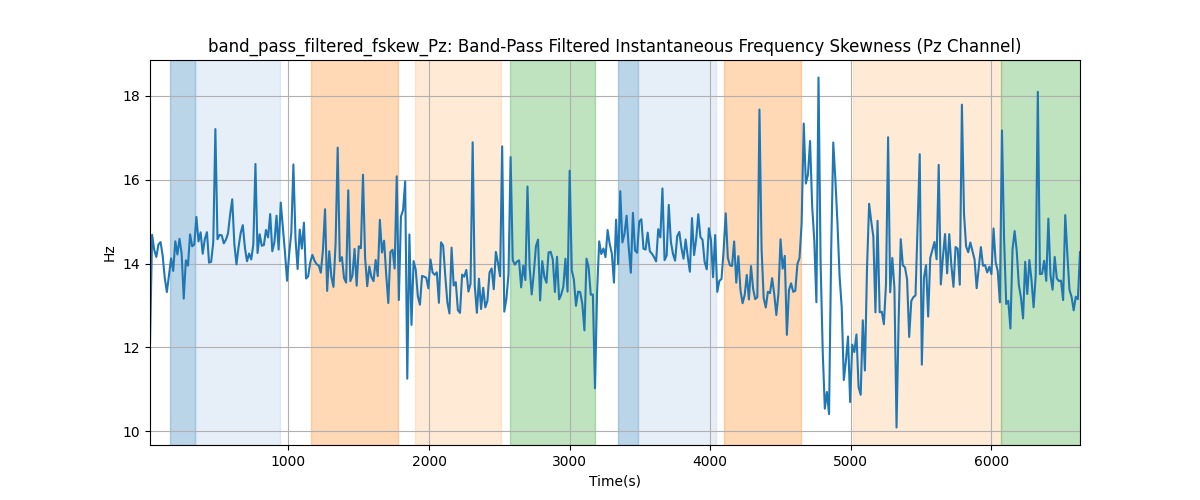 band_pass_filtered_fskew_Pz: Band-Pass Filtered Instantaneous Frequency Skewness (Pz Channel)
18
16
14
12
10
Hz
1000 2000 3000 4000 5000 6000
Time(s)